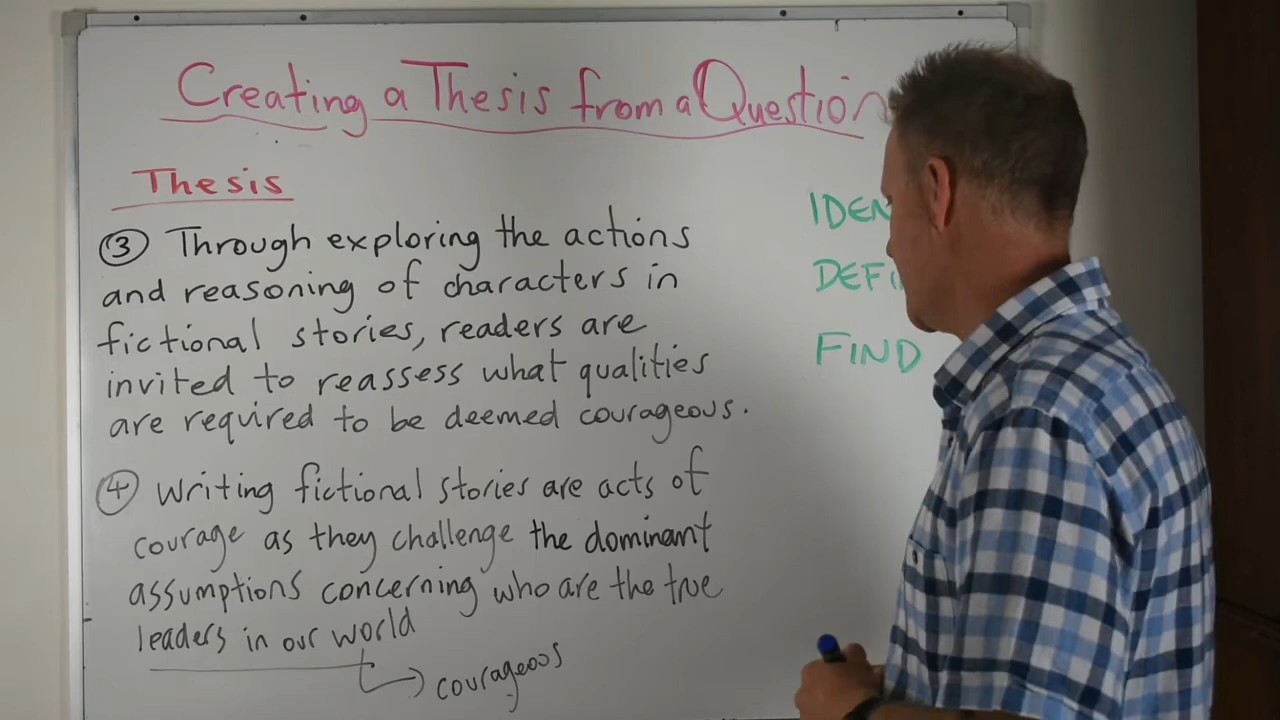 Creating a Thesis from a Question
Thesis
③ Through exploring the actions
and reasoning of characters in
fictional stories, readers are
invited to reassess what qualities
are required to be deemed courageous.
④ Writing fictional stories are acts of
courage as they challenge the dominant
assumptions concerning who are the true
leaders in our world
courageous
FIND